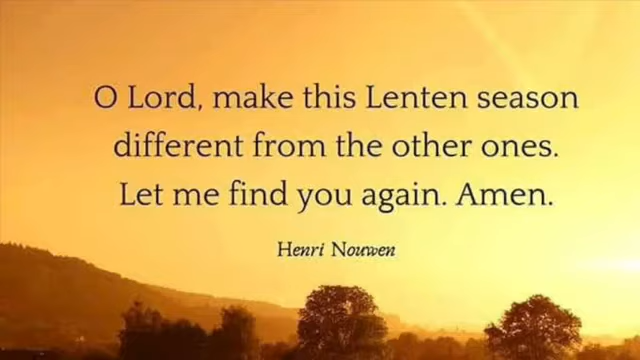 O Lord, make this Lenten season
different from the other ones.
Let me find you again. Amen.
Henri Nouwen